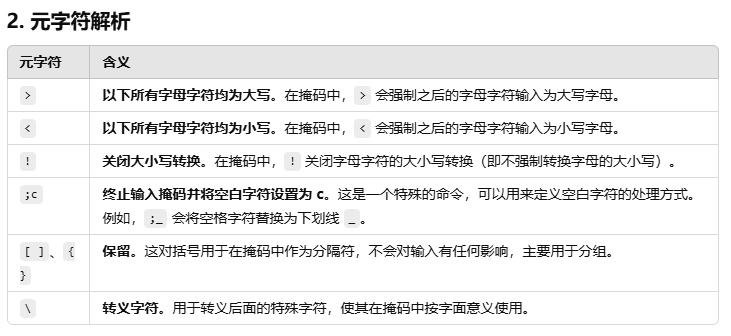 2. 元字符解析
元字符 含义
> 以下所有字母字符均为大写。在掩码中，> 会强制之后的字母字符输入为大写字母。
< 以下所有字母字符均为小写。在掩码中，< 会强制之后的字母字符输入为小写字母。
! 关闭大小写转换。在掩码中，! 关闭字母字符的大小写转换（即不强制转换字母的大小写）。
;c 终止输入掩码并将空白字符设置为 c。这是一个特殊的命令，可以用来定义空白字符的处理方式。
例如，;_ 会将空格字符替换为下划线 _。
[ ]、{ 保留。这对括号用于在掩码中作为分隔符，不会对输入有任何影响，主要用于分组。
}
\ 转义字符。用于转义后面的特殊字符，使其在掩码中按字面意义使用。